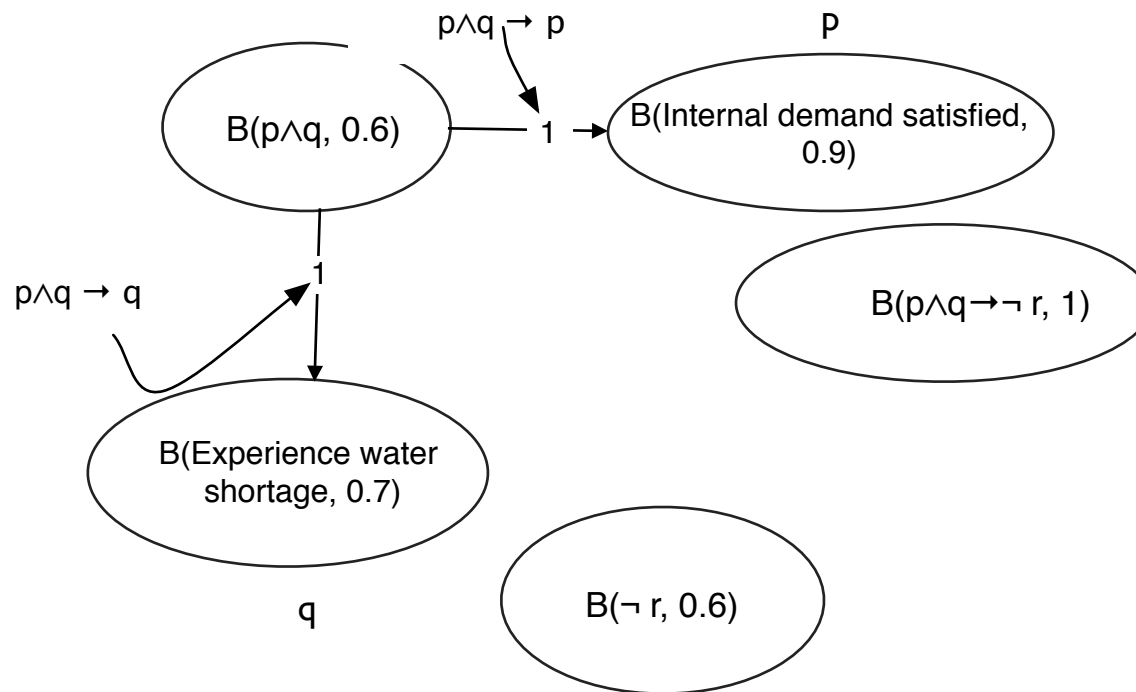 p∧q → p
p
B(p∧q, 0.6)
1
B(Internal demand satisfied,
0.9)
1
p∧q → q
B(p∧q→¬ r, 1)
B(Experience water
shortage, 0.7)
q
B(¬ r, 0.6)